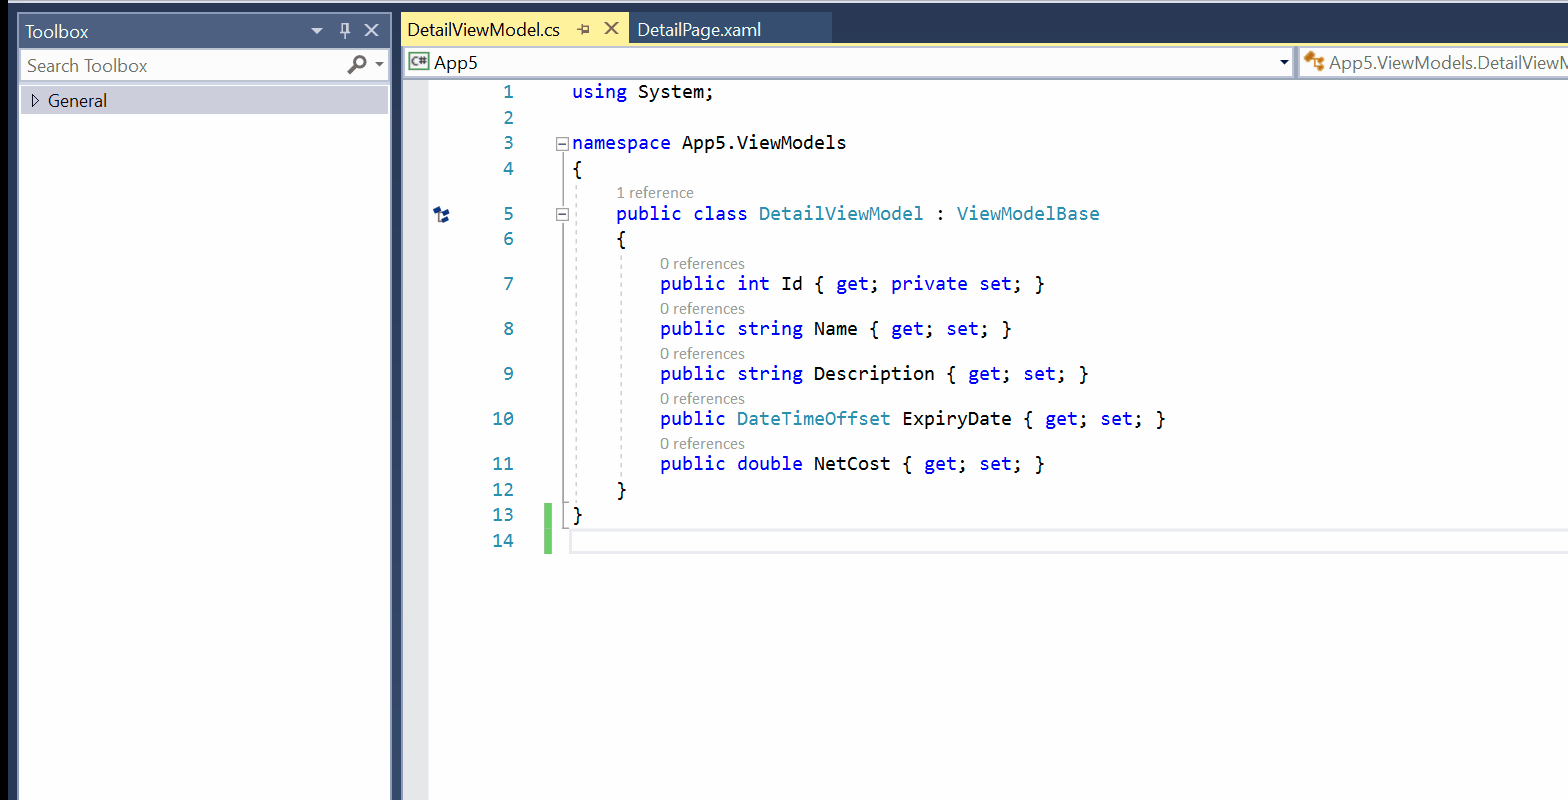 Toolbox
Search Toolbox
General
DetailViewModel.cs
DetailPage.xaml
C# App5
App5.ViewModels.DetailViewM
1 using System;
2
3 namespace App5.ViewModels
4 {
1 reference
5 public class DetailViewModel : ViewModelBase
6 {
0 references
7 public int Id { get; private set; }
0 references
8 public string Name { get; set; }
0 references
9 public string Description { get; set; }
0 references
10 public DateTimeOffset ExpiryDate { get; set; }
0 references
11 public double NetCost { get; set; }
12 }
13 }
14